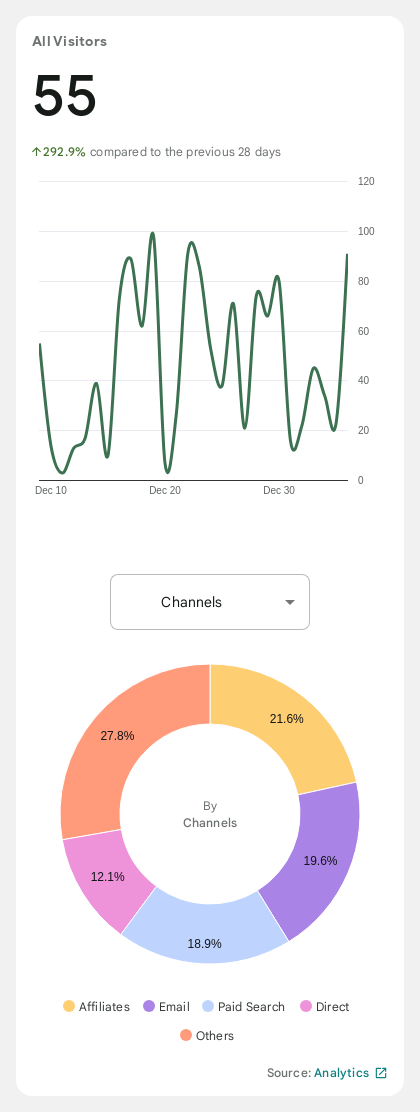 All Visitors
55
↑292.9% compared to the previous 28 days
120
100
80
60
40
20
0
Dec 10 Dec 20 Dec 30
Channels
21.6%
27.8%
By
Channels
19.6%
12.1%
18.9%
Affiliates Email Paid Search Direct
Others
Source: Analytics